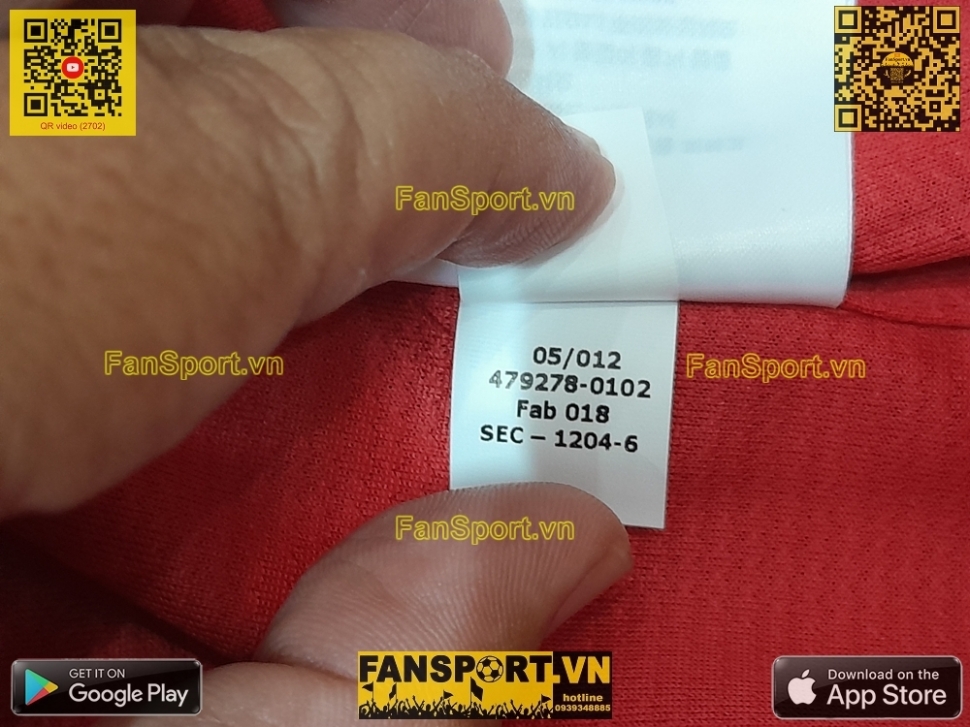 QR video (2702)
FanSport.vn
FanSport.vn
FanSport.vn
05/012
479278-0102
Fab 018
SEC – 1204-6
FanSport.vn
GET IT ON
Google Play
FANSPORT.VN
hotline
0939348885
Download on the
App Store